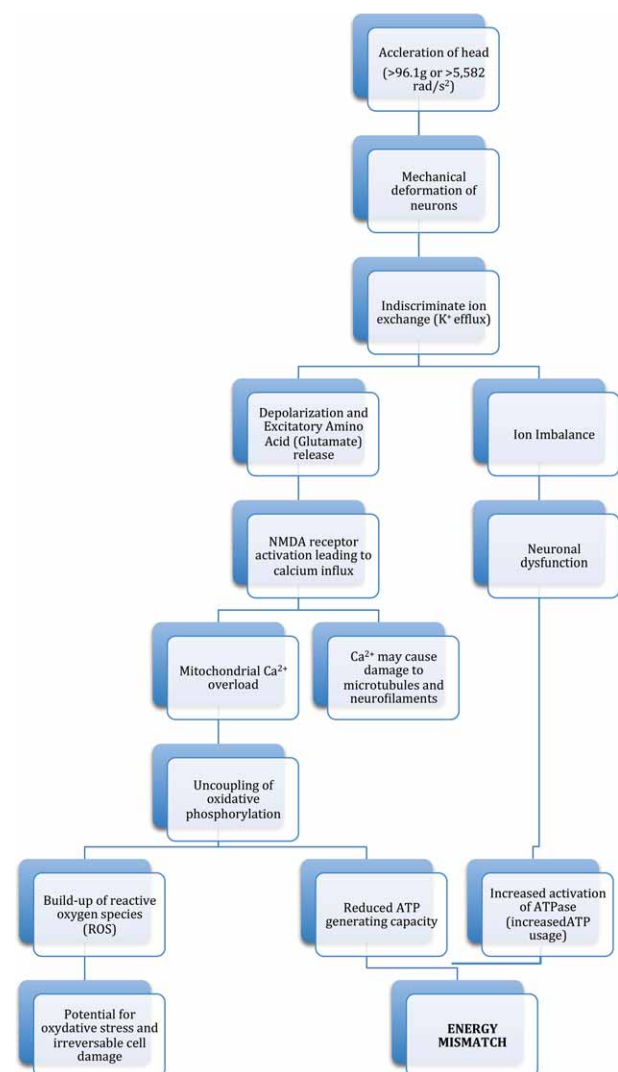 Accleration of head
(>96.1g or >5,582
rad/s²)
Mechanical
deformation of
neurons
Indiscriminate ion
exchange (K⁺ efflux)
Depolarization and
Excitatory Amino
Acid (Glutamate)
release
Ion Imbalance
NMDA receptor
activation leading to
calcium influx
Neuronal
dysfunction
Mitochondrial Ca²⁺
overload
Ca²⁺ may cause
damage to
microtubules and
neurofilaments
Uncoupling of
oxidative
phosphorylation
Build-up of reactive
oxygen species
(ROS)
Reduced ATP
generating capacity
Increased activation
of ATPase
(increasedATP
usage)
Potential for
oxydative stress and
irreversable cell
damage
ENERGY
MISMATCH